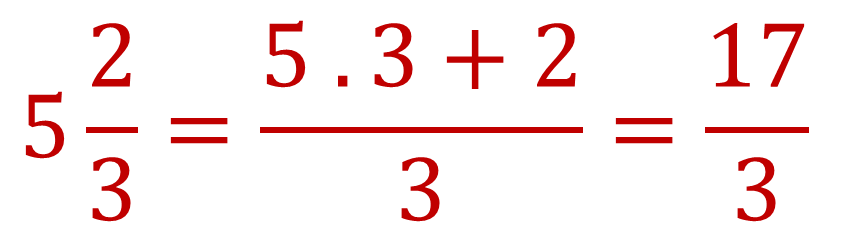 5 2/3 = (5 . 3 + 2)/3 = 17/3